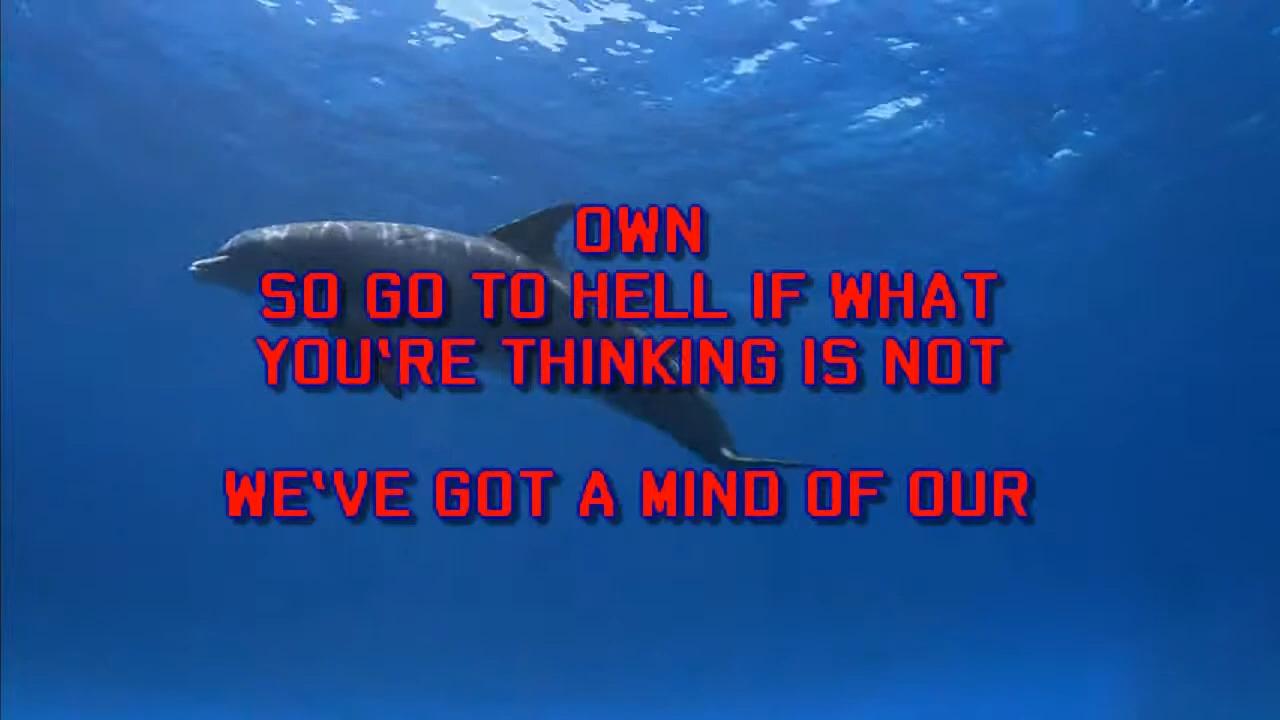 OWN
SO GO TO HELL IF WHAT
YOU'RE THINKING IS NOT
WE'VE GOT A MIND OF OUR